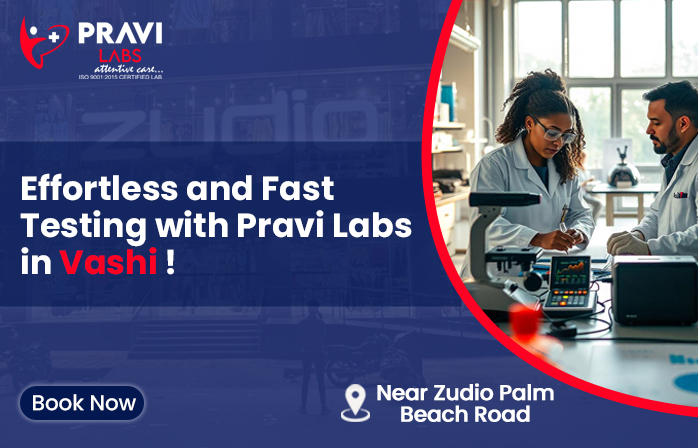 PRAVI
LABS
attentive care...
ISO 9001:2015 CERTIFIED LAB
zudio
Effortless and Fast
Testing with Pravi Labs
in Vashi !
Book Now
Near Zudio Palm
Beach Road